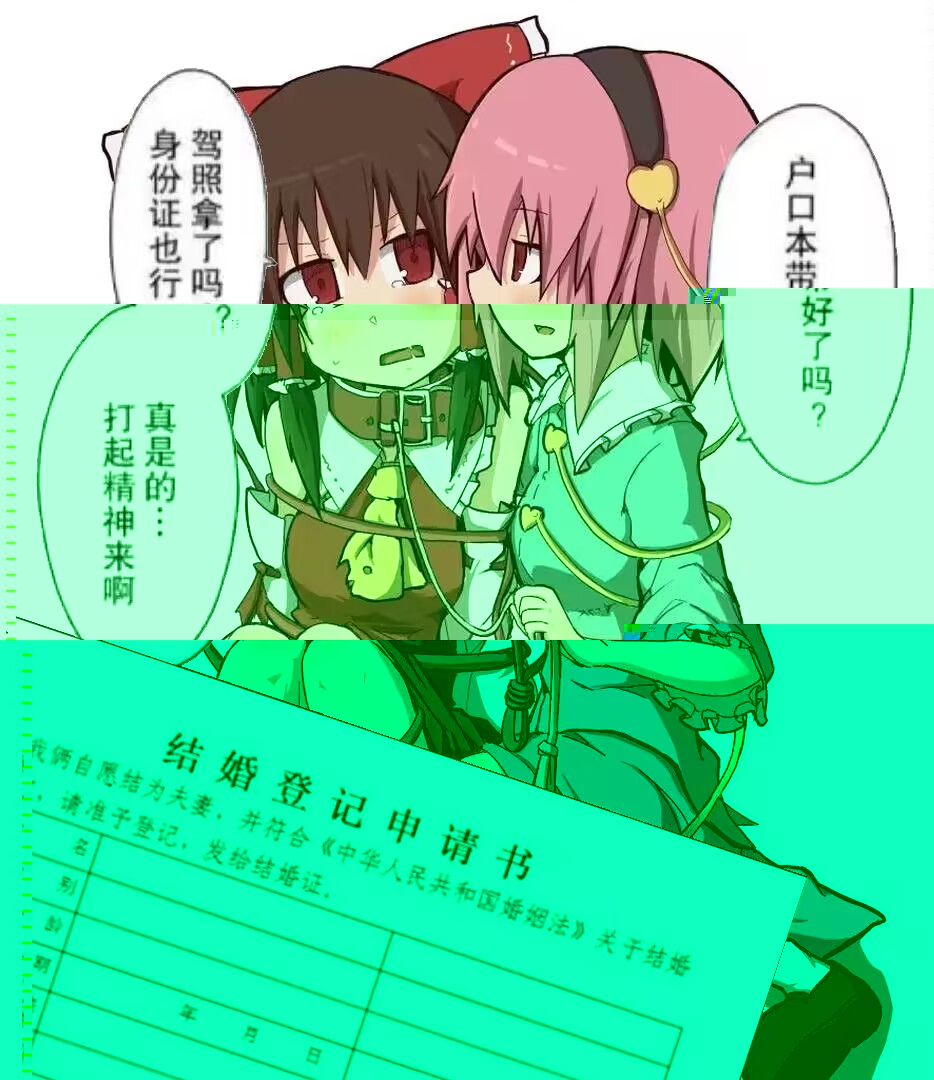 户口本带好了吗？
驾照拿了吗？
身份证也行
真是的…
打起精神来啊
结婚登记申请书
我俩自愿结为夫妻，并符合《中华人民共和国婚姻法》关于结婚
，请准予登记，发给结婚证。
名
别
龄
期
年 月 日